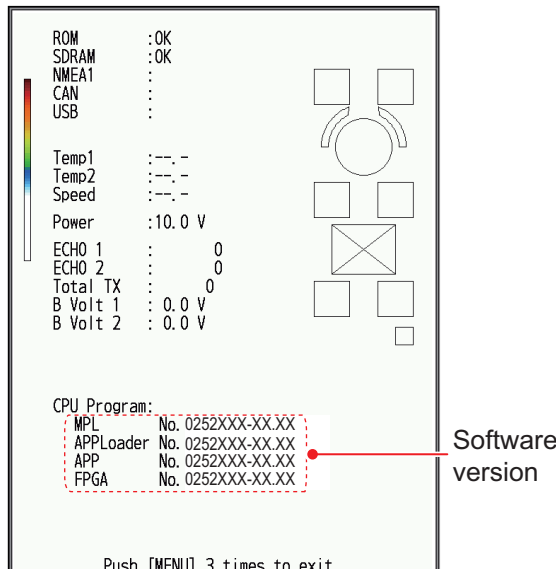 ROM :OK
SDRAM :OK
NMEA1 :
CAN :
USB :
Temp1 :--.-
Temp2 :--.-
Speed :--.-
Power :10.0 V
ECHO 1 : 0
ECHO 2 : 0
Total TX : 0
B Volt 1 : 0.0 V
B Volt 2 : 0.0 V
CPU Program:
MPL No. 0252XXX-XX.XX
APPLoader No. 0252XXX-XX.XX
APP No. 0252XXX-XX.XX
FPGA No. 0252XXX-XX.XX
Software
version
Push [MENU] 3 times to exit